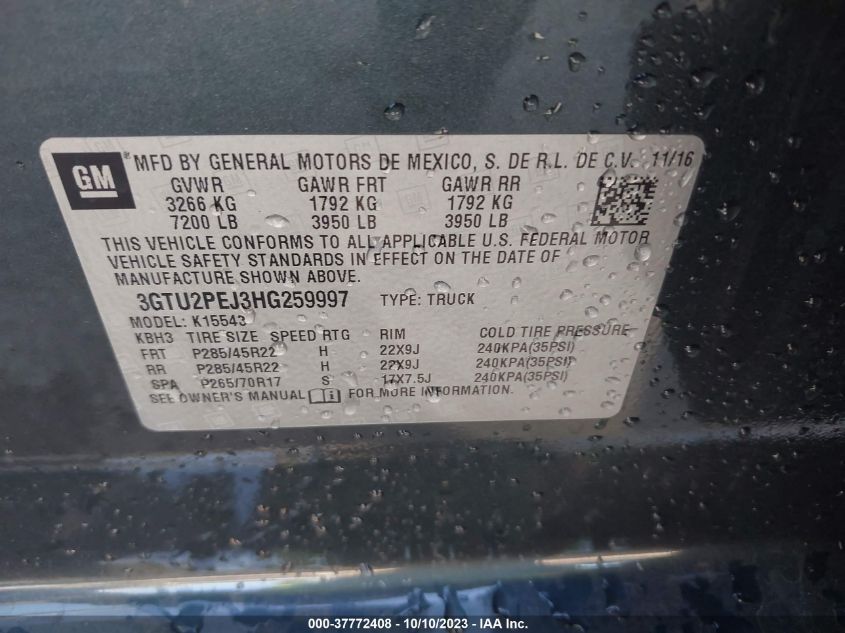 GM
MFD BY GENERAL MOTORS DE MEXICO, S. DE R.L. DE C.V. 11/16
GVWR GAWR FRT GAWR RR
3266 KG 1792 KG 1792 KG
7200 LB 3950 LB 3950 LB
THIS VEHICLE CONFORMS TO ALL APPLICABLE U.S. FEDERAL MOTOR
VEHICLE SAFETY STANDARDS IN EFFECT ON THE DATE OF
MANUFACTURE SHOWN ABOVE.
3GTU2PEJ3HG259997 TYPE: TRUCK
MODEL: K15543
KBH3 TIRE SIZE SPEED RTG RIM COLD TIRE PRESSURE
FRT P285/45R22 H 22X9J 240KPA(35PSI)
RR P285/45R22 H 22X9J 240KPA(35PSI)
SPA P265/70R17 S 17X7.5J 240KPA(35PSI)
SEE OWNER'S MANUAL FOR MORE INFORMATION.
000-37772408 - 10/10/2023 - IAA Inc.